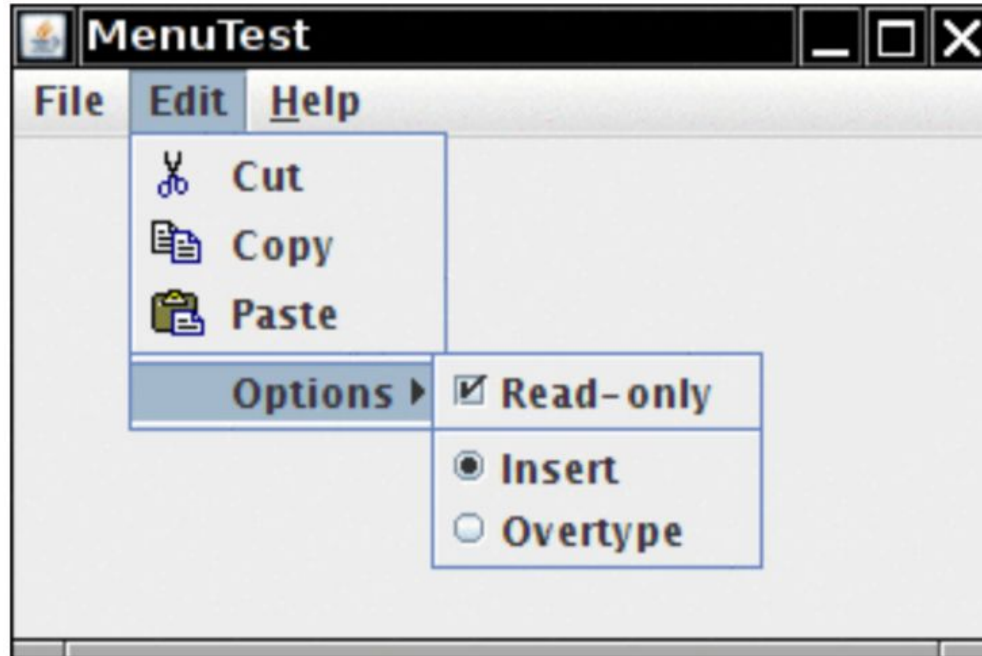 MenuTest
File Edit Help
Cut
Copy
Paste
Options
Read-only
Insert
Overtype